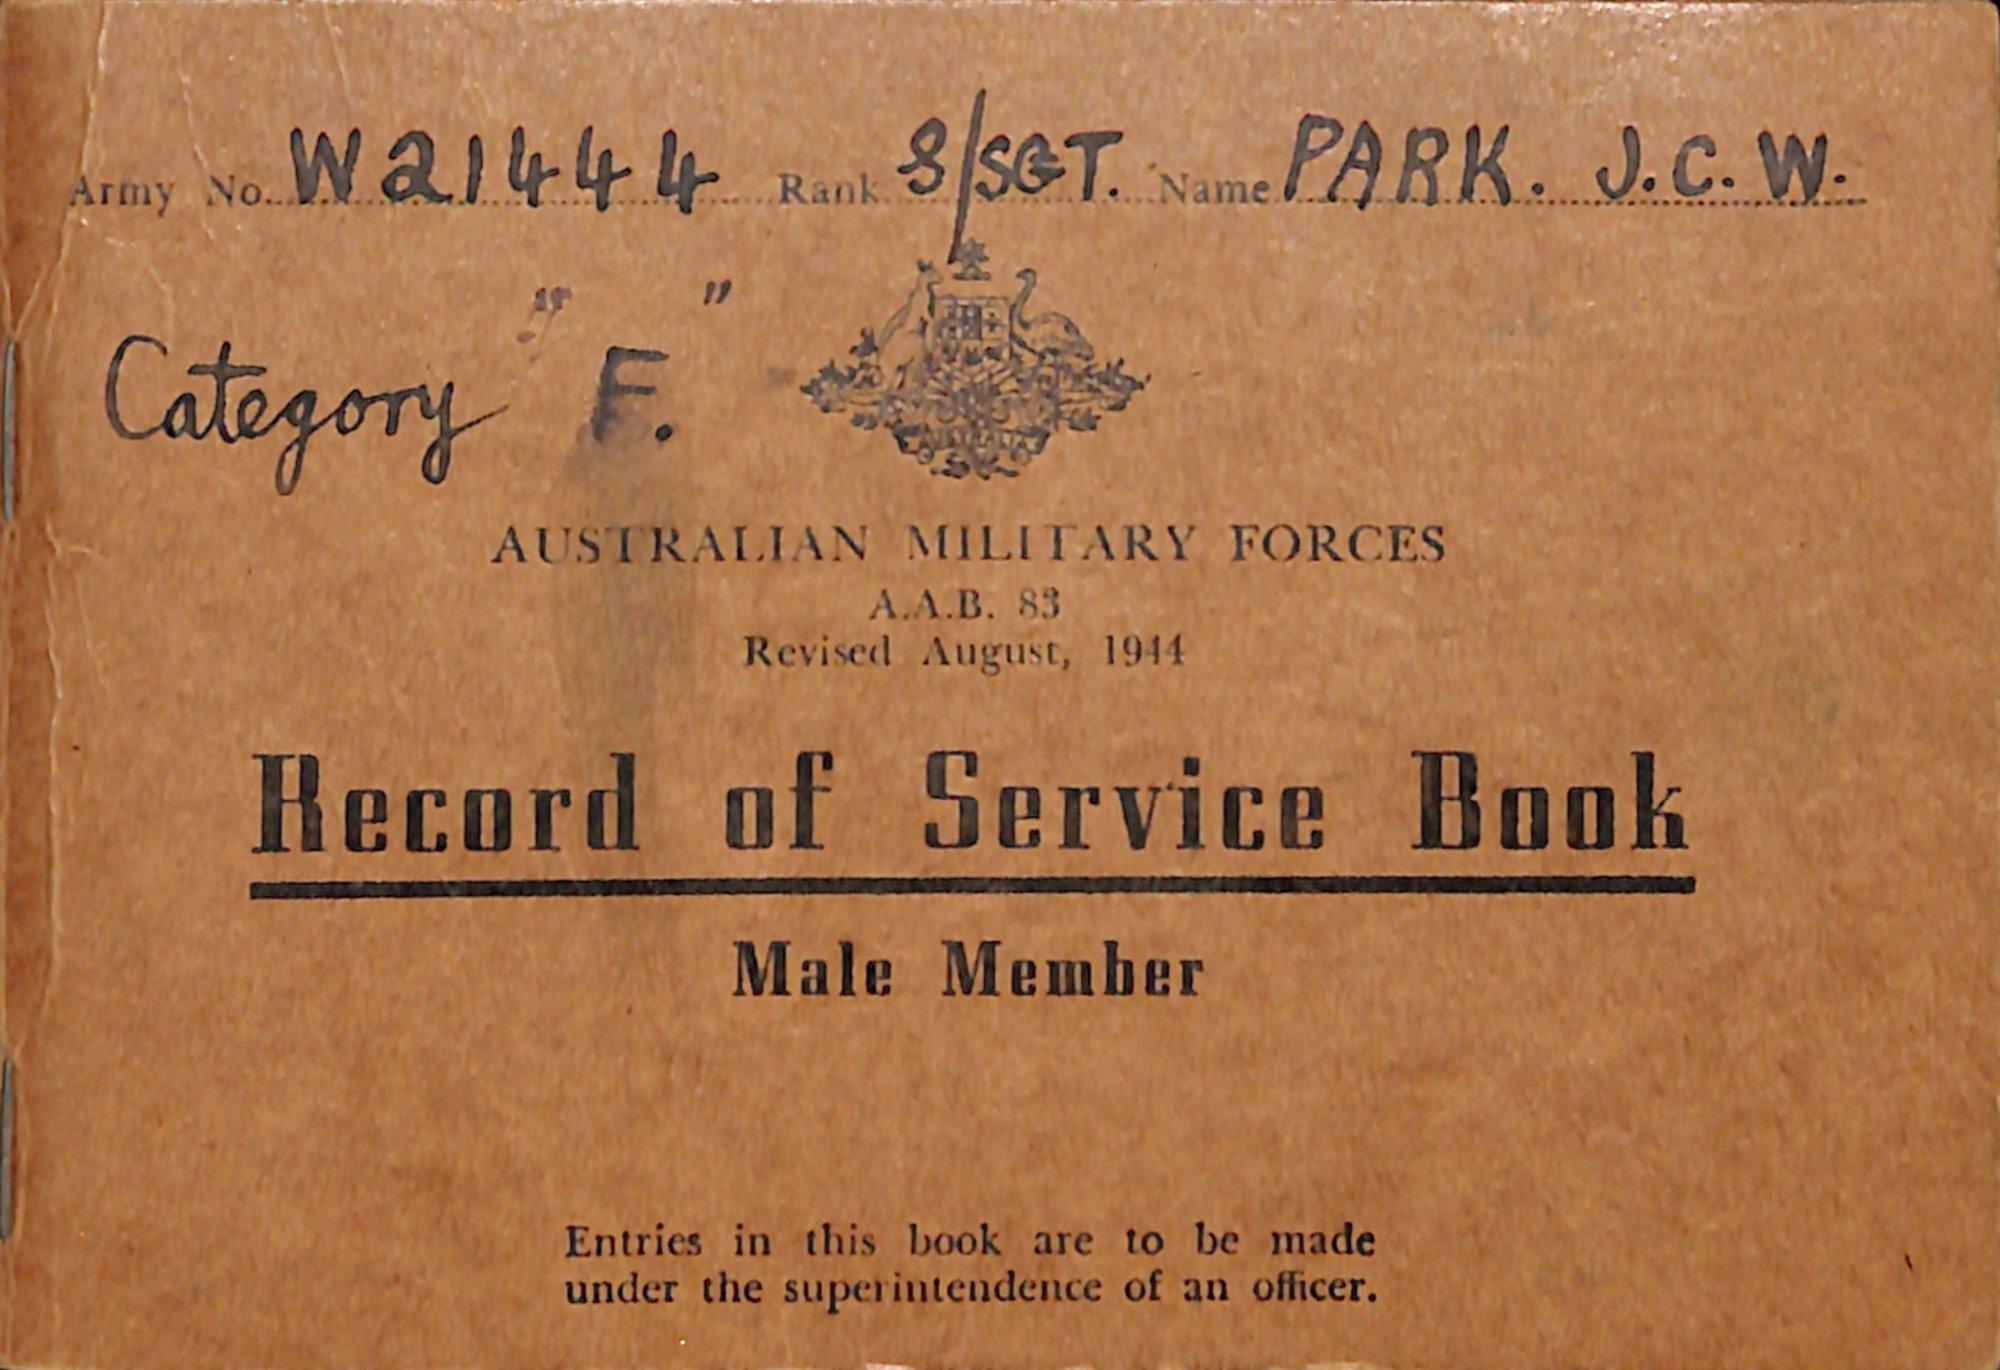 Army No. W21444 Rank S/SGT. Name PARK. J.C.W.
Category "F."
AUSTRALIA
AUSTRALIAN MILITARY FORCES
A.A.B. 83
Revised August, 1944
Record of Service Book
Male Member
Entries in this book are to be made
under the superintendence of an officer.